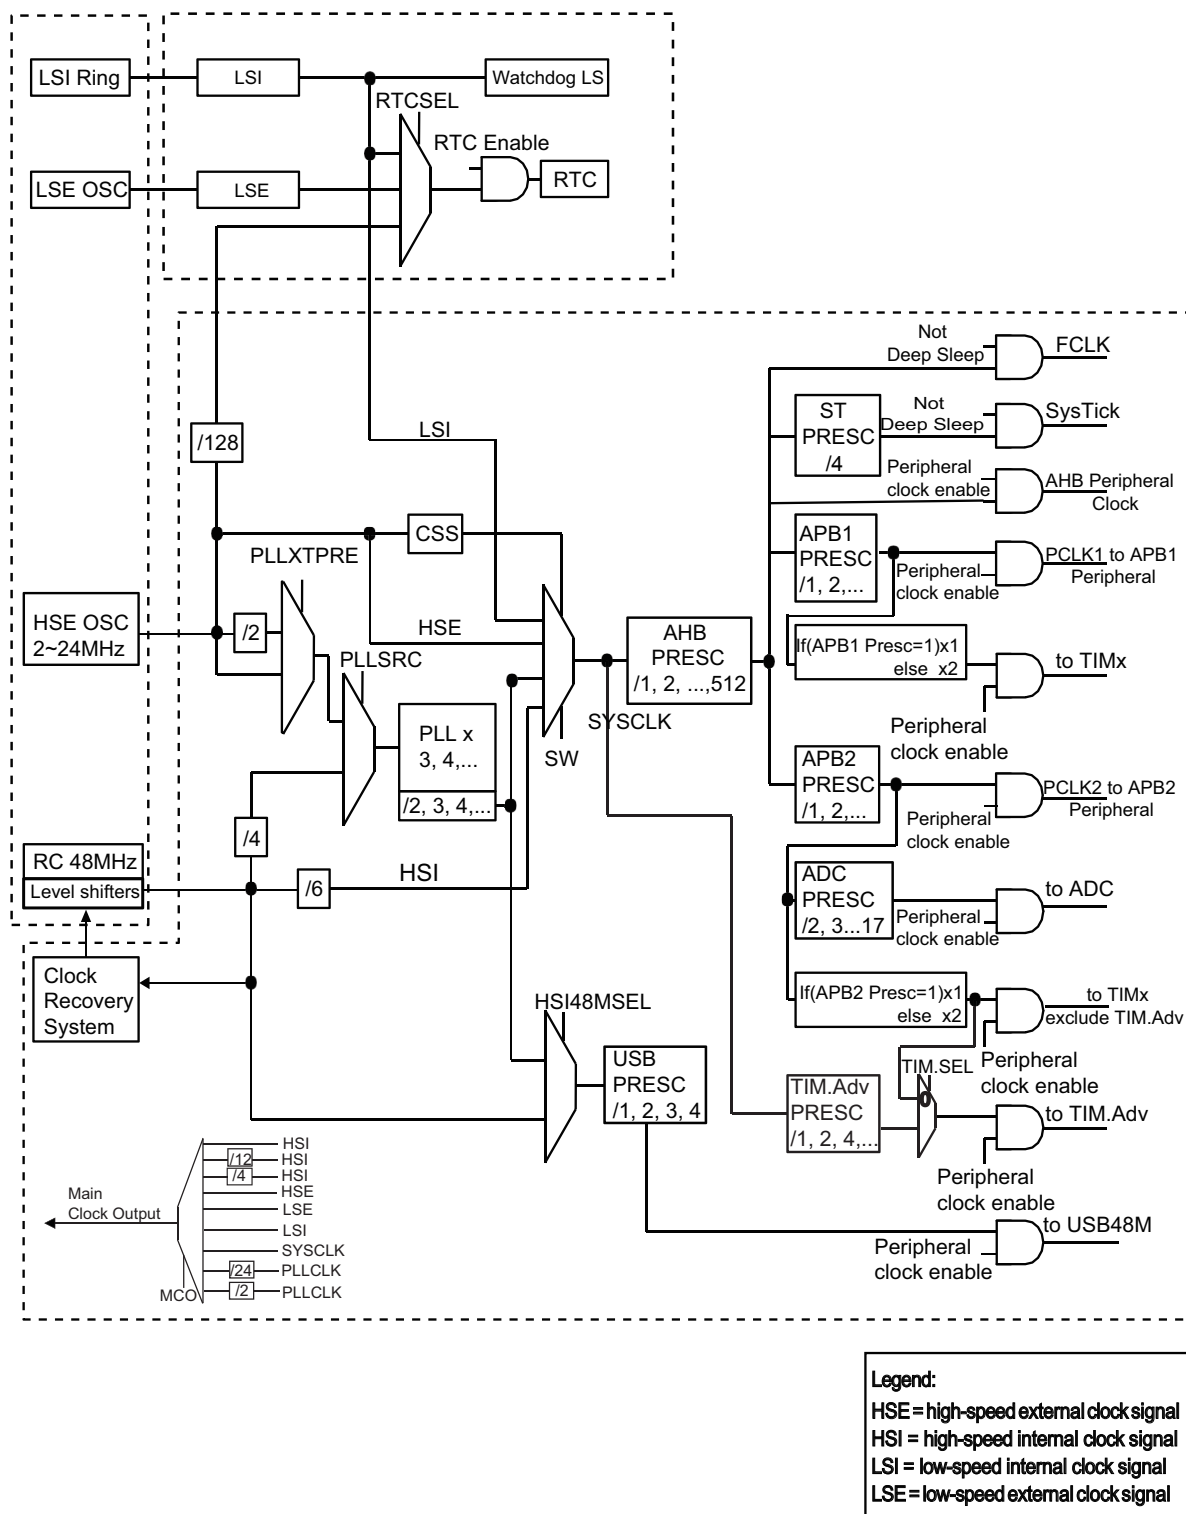 LSI Ring
LSI
Watchdog LS
RTCSEL
RTC Enable
LSE OSC
LSE
RTC
Not
Deep Sleep
FCLK
ST
PRESC
/4
Not
Deep Sleep
SysTick
/128
LSI
Peripheral
clock enable
AHB Peripheral
Clock
CSS
APB1
PRESC
/1, 2,...
PCLK1 to APB1
Peripheral
Peripheral
clock enable
PLLXTPRE
HSE OSC
2~24MHz
/2
HSE
AHB
PRESC
/1, 2, ...,512
If(APB1 Presc=1)x1
else x2
to TIMx
PLLSRC
Peripheral
clock enable
SYSCLK
SW
PLL x
3, 4,...
/2, 3, 4,...
APB2
PRESC
/1, 2,...
PCLK2 to APB2
Peripheral
Peripheral
clock enable
/4
RC 48MHz
Level shifters
/6
HSI
ADC
PRESC
/2, 3...17
to ADC
Peripheral
clock enable
Clock
Recovery
System
HSI48MSEL
If(APB2 Presc=1)x1
else x2
to TIMx
exclude TIM.Adv
Peripheral
clock enable
USB
PRESC
/1, 2, 3, 4
TIM.SEL
0
TIM.Adv
PRESC
/1, 2, 4,...
to TIM.Adv
Peripheral
clock enable
to USB48M
Peripheral
clock enable
Main
Clock Output
MCO
HSI
/12 HSI
/4 HSI
HSE
LSE
LSI
SYSCLK
/24 PLLCLK
/2 PLLCLK
Legend:
HSE = high-speed external clock signal
HSI = high-speed internal clock signal
LSI = low-speed internal clock signal
LSE = low-speed external clock signal